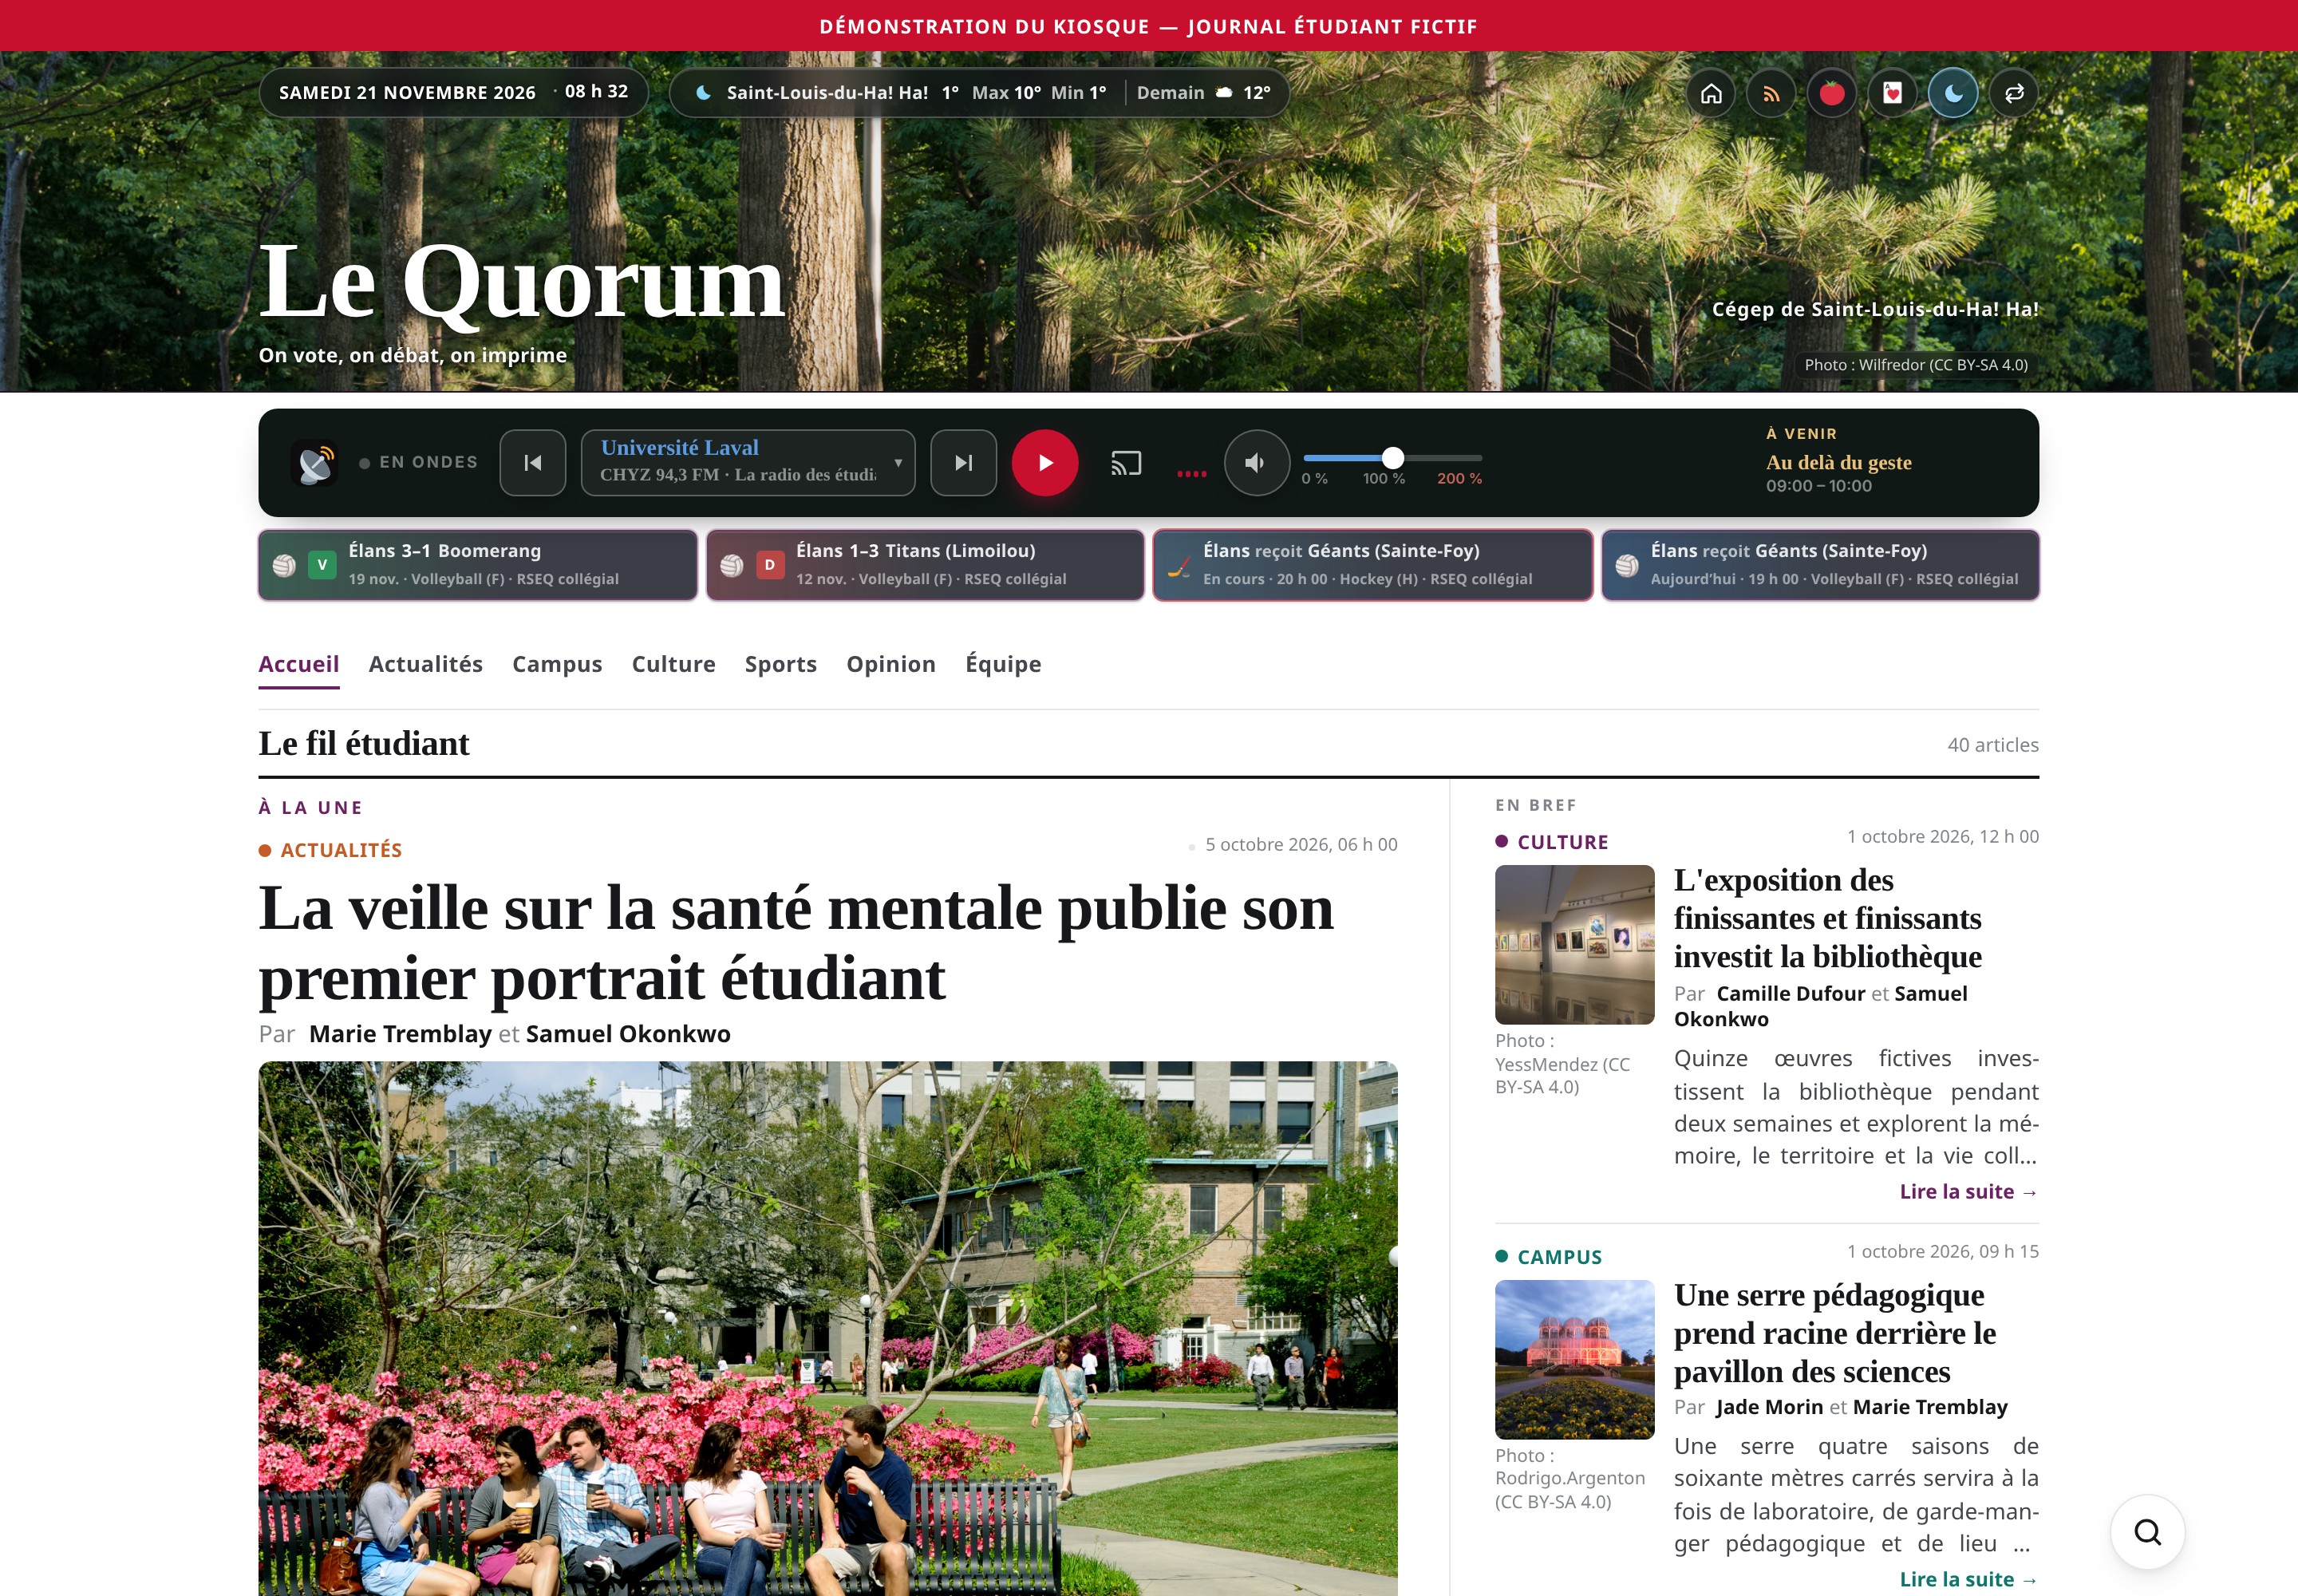 DÉMONSTRATION DU KIOSQUE — JOURNAL ÉTUDIANT FICTIF
SAMEDI 21 NOVEMBRE 2026 · 08 h 32
Saint-Louis-du-Ha! Ha! 1° Max 10° Min 1° Demain 12°
Le Quorum
On vote, on débat, on imprime
Cégep de Saint-Louis-du-Ha! Ha!
Photo : Wilfredor (CC BY-SA 4.0)
EN ONDES
Université Laval
CHYZ 94,3 FM · La radio des étudi
0 % 100 % 200 %
À VENIR
Au delà du geste
09:00 – 10:00
V
Élans 3–1 Boomerang
19 nov. · Volleyball (F) · RSEQ collégial
D
Élans 1–3 Titans (Limoilou)
12 nov. · Volleyball (F) · RSEQ collégial
Élans reçoit Géants (Sainte-Foy)
En cours · 20 h 00 · Hockey (H) · RSEQ collégial
Élans reçoit Géants (Sainte-Foy)
Aujourd'hui · 19 h 00 · Volleyball (F) · RSEQ collégial
Accueil Actualités Campus Culture Sports Opinion Équipe
Le fil étudiant
40 articles
À LA UNE
ACTUALITÉS
5 octobre 2026, 06 h 00
La veille sur la santé mentale publie son
premier portrait étudiant
Par Marie Tremblay et Samuel Okonkwo
EN BREF
CULTURE
1 octobre 2026, 12 h 00
L'exposition des
finissantes et finissants
investit la bibliothèque
Par Camille Dufour et Samuel
Okonkwo
Photo :
YessMendez (CC
BY-SA 4.0)
Quinze œuvres fictives inves-
tissent la bibliothèque pendant
deux semaines et explorent la mé-
moire, le territoire et la vie coll…
Lire la suite →
CAMPUS
1 octobre 2026, 09 h 15
Une serre pédagogique
prend racine derrière le
pavillon des sciences
Par Jade Morin et Marie Tremblay
Photo :
Rodrigo.Argenton
(CC BY-SA 4.0)
Une serre quatre saisons de
soixante mètres carrés servira à la
fois de laboratoire, de garde-man-
ger pédagogique et de lieu …
Lire la suite →